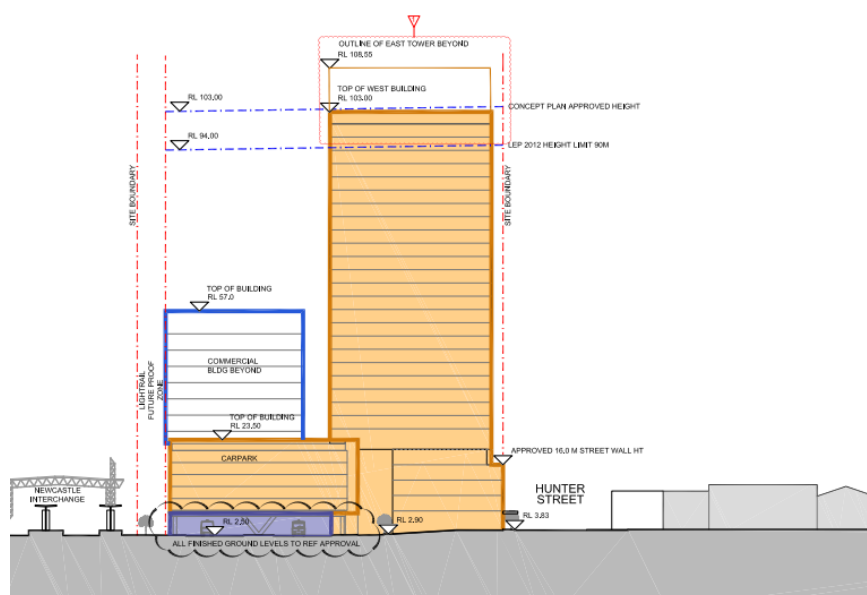 OUTLINE OF EAST TOWER BEYOND
RL 108.55
TOP OF WEST BUILDING
RL 103.00
RL 103.00
CONCEPT PLAN APPROVED HEIGHT
RL 94.00
LEP 2012 HEIGHT LIMIT 90M
SITE BOUNDARY
SITE BOUNDARY
TOP OF BUILDING
RL 57.0
COMMERCIAL
BLDG BEYOND
LIGHTRAIL
FUTURE PROOF
ZONE
TOP OF BUILDING
RL 23.50
CARPARK
APPROVED 16.0 M STREET WALL HT
NEWCASTLE
INTERCHANGE
HUNTER
STREET
RL 2.50
RL 2.90
RL 3.83
ALL FINISHED GROUND LEVELS TO REF APPROVAL